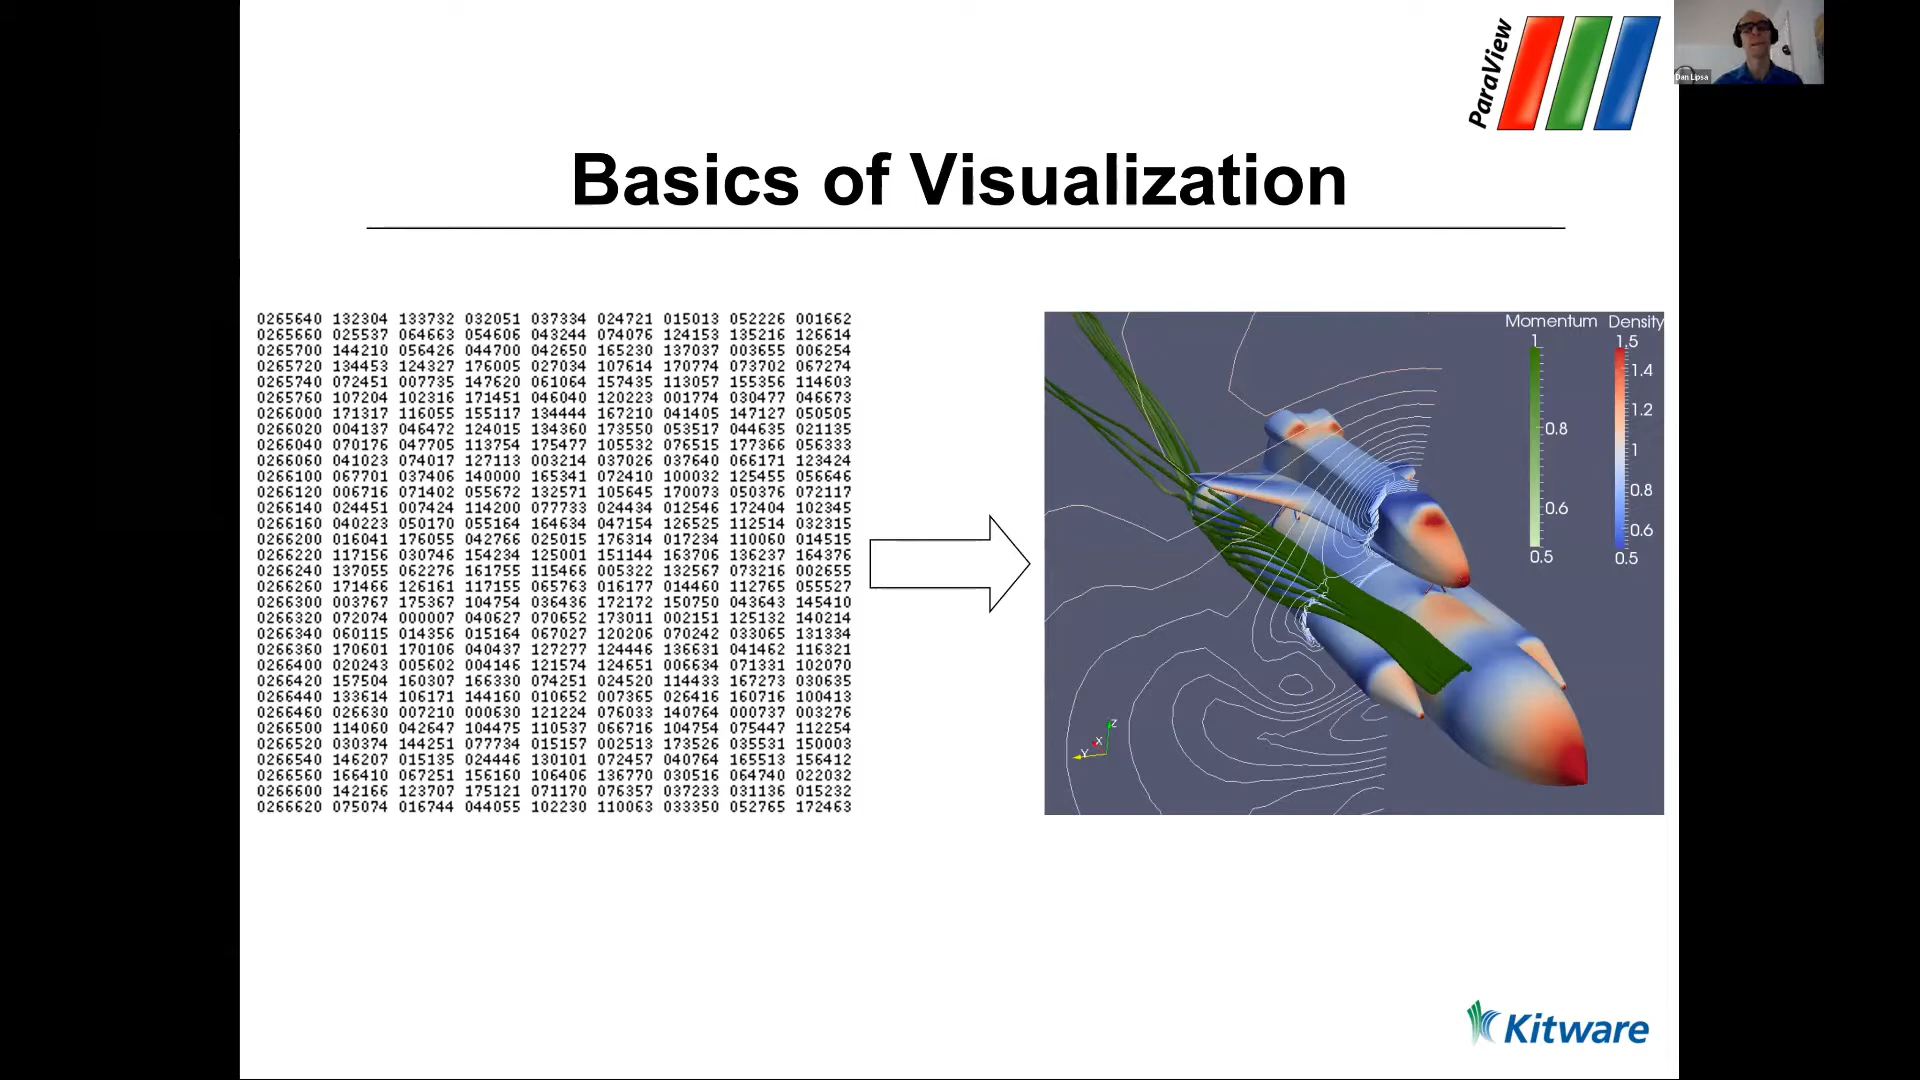 ParaView
Dan Lipsa
Basics of Visualization
0265640 132304 133732 032051 037334 024721 015013 052226 001662
0265660 025537 064663 054606 043244 074076 124153 135216 126614
0265700 144210 056426 044700 042650 165230 137037 003655 006254
0265720 134453 124327 176005 027034 107614 170774 073702 067274
0265740 072451 007735 147620 061064 157435 113057 155356 114603
0265760 107204 102316 171451 046040 120223 001774 030477 046673
0266000 171317 116055 155117 134444 167210 041405 147127 050505
0266020 004137 046472 124015 134360 173550 053517 044635 021135
0266040 070176 047705 113754 175477 105532 076515 177366 056333
0266060 041023 074017 127113 003214 037026 037640 066171 123424
0266100 067701 037406 140000 165341 072410 100032 125455 056646
0266120 006716 071402 055672 132571 105645 170073 050376 072117
0266140 024451 007424 114200 077733 024434 012546 172404 102345
0266160 040223 050170 055164 164634 047154 126525 112514 032315
0266200 016041 176055 042766 025015 176314 017234 110060 014515
0266220 117156 030746 154234 125001 151144 163706 136237 164376
0266240 137055 062276 161755 115466 005322 132567 073216 002655
0266260 171466 126161 117155 065763 016177 014460 112765 055527
0266300 003767 175367 104754 036436 172172 150750 043643 145410
0266320 072074 000007 040627 070652 173011 002151 125132 140214
0266340 060115 014356 015164 067027 120206 070242 033065 131334
0266360 170601 170106 040437 127277 124446 136631 041462 116321
0266400 020243 005602 004146 121574 124651 006634 071331 102070
0266420 157504 160307 166330 074251 024520 114433 167273 030635
0266440 133614 106171 144160 010652 007365 026416 160716 100413
0266460 026630 007210 000630 121224 076033 140764 000737 003276
0266500 114060 042647 104475 110537 066716 104754 075447 112254
0266520 030374 144251 077734 015157 002513 173526 035531 150003
0266540 146207 015135 024446 130101 072457 040764 165513 156412
0266560 166410 067251 156160 106406 136770 030516 064740 022032
0266600 142166 123707 175121 071170 076357 037233 031136 015232
0266620 075074 016744 044055 102230 110063 033350 052765 172463
Momentum Density
1 1.5
1.4
1.2
0.8
1
0.8
0.6
0.6
0.5 0.5
Z
X
Y
Kitware